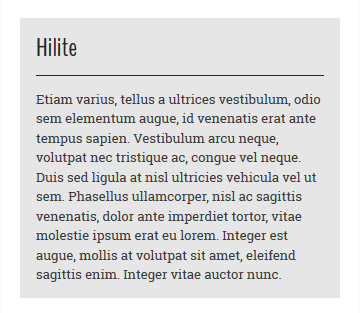 Hilite
Etiam varius, tellus a ultrices vestibulum, odio
sem elementum augue, id venenatis erat ante
tempus sapien. Vestibulum arcu neque,
volutpat nec tristique ac, congue vel neque.
Duis sed ligula at nisl ultricies vehicula vel ut
sem. Phasellus ullamcorper, nisl ac sagittis
venenatis, dolor ante imperdiet tortor, vitae
molestie ipsum erat eu lorem. Integer est
augue, mollis at volutpat sit amet, eleifend
sagittis enim. Integer vitae auctor nunc.